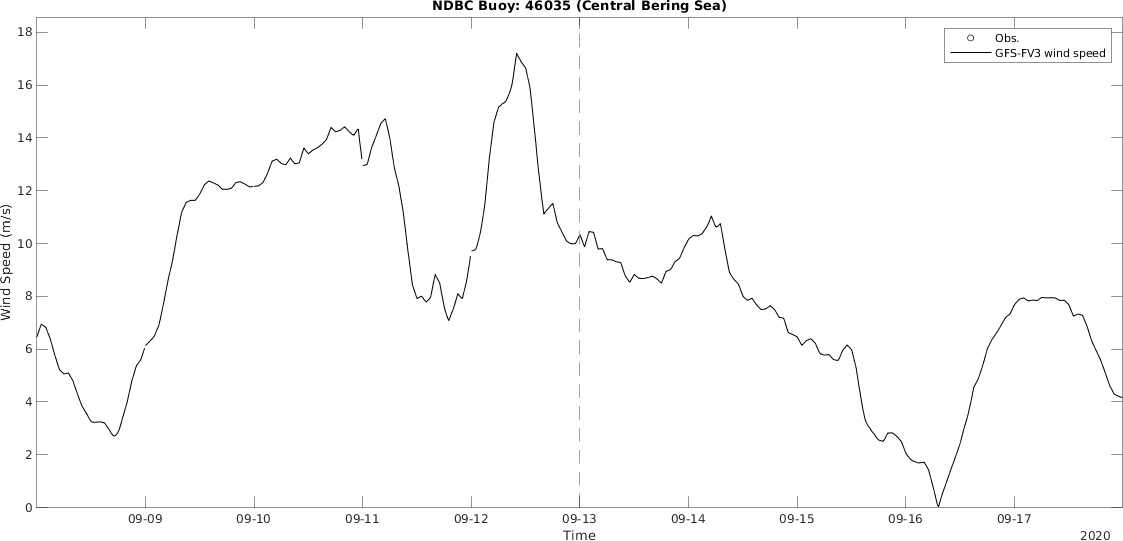 NDBC Buoy: 46035 (Central Bering Sea)
Obs.
GFS-FV3 wind speed
Wind Speed (m/s)
18
16
14
12
10
8
6
4
2
0
09-09 09-10 09-11 09-12 09-13 09-14 09-15 09-16 09-17
Time
2020